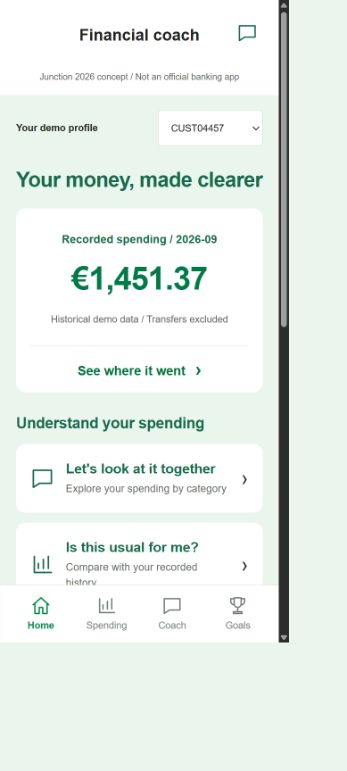 Financial coach
Junction 2026 concept / Not an official banking app
Your demo profile
CUST04457
Your money, made clearer
Recorded spending / 2026-09
€1,451.37
Historical demo data / Transfers excluded
See where it went
Understand your spending
Let's look at it together
Explore your spending by category
Is this usual for me?
Compare with your recorded
history
Home
Spending
Coach
Goals